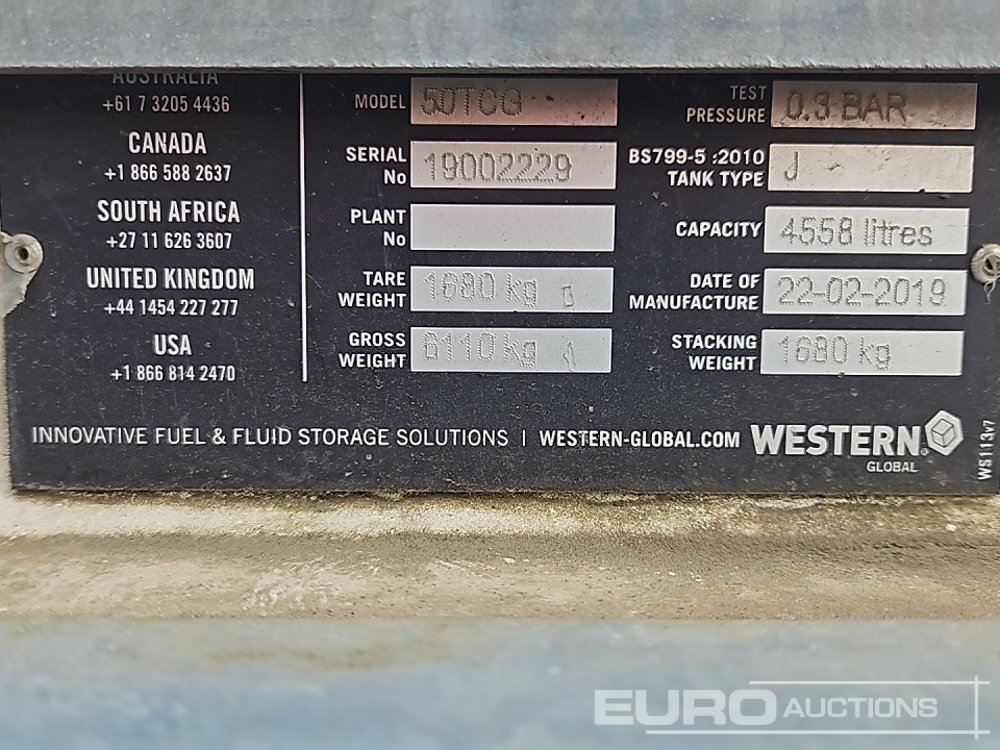 AUSTRALIA
+61 7 3205 4436
CANADA
+1 866 588 2637
SOUTH AFRICA
+27 11 626 3607
UNITED KINGDOM
+44 1454 227 277
USA
+1 866 814 2470
MODEL 50TCG
SERIAL No 19002229
PLANT No
TARE WEIGHT 1680 kg
GROSS WEIGHT 6110 kg
TEST PRESSURE 0.3 BAR
BS799-5 :2010 TANK TYPE J
CAPACITY 4558 litres
DATE OF MANUFACTURE 22-02-2019
STACKING WEIGHT 1680 kg
INNOVATIVE FUEL & FLUID STORAGE SOLUTIONS | WESTERN-GLOBAL.COM
WESTERN®
GLOBAL
WS113v7
EURO AUCTIONS